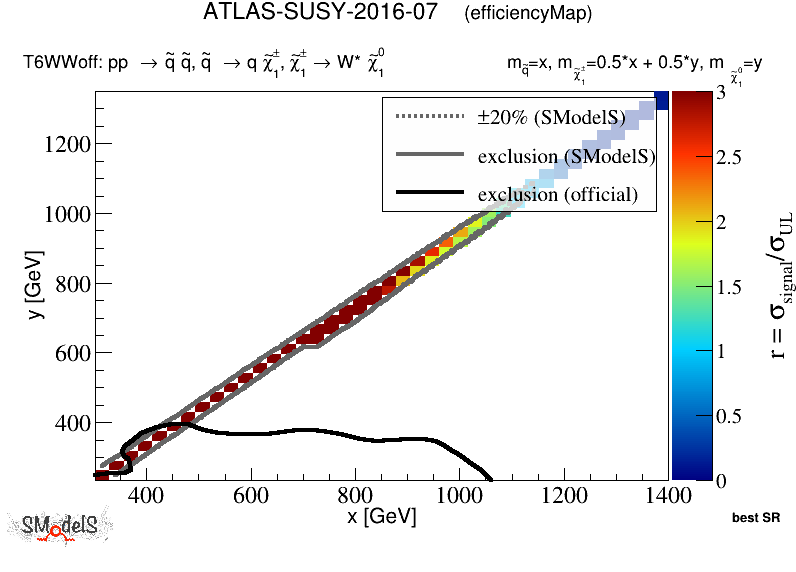 ATLAS-SUSY-2016-07 (efficiencyMap)
T6WWoff: pp → q̃ q̃, q̃ → q χ̃₁±, χ̃₁± → W* χ̃₁⁰ m_q̃=x, m_χ̃₁±=0.5*x + 0.5*y, m_χ̃₁⁰=y
±20% (SModelS)
exclusion (SModelS)
exclusion (official)
1200
1000
800
600
400
y [GeV]
400 600 800 1000 1200 1400
x [GeV]
3
2.5
2
1.5
1
0.5
0
r = σ_signal/σ_UL
SModelS
best SR